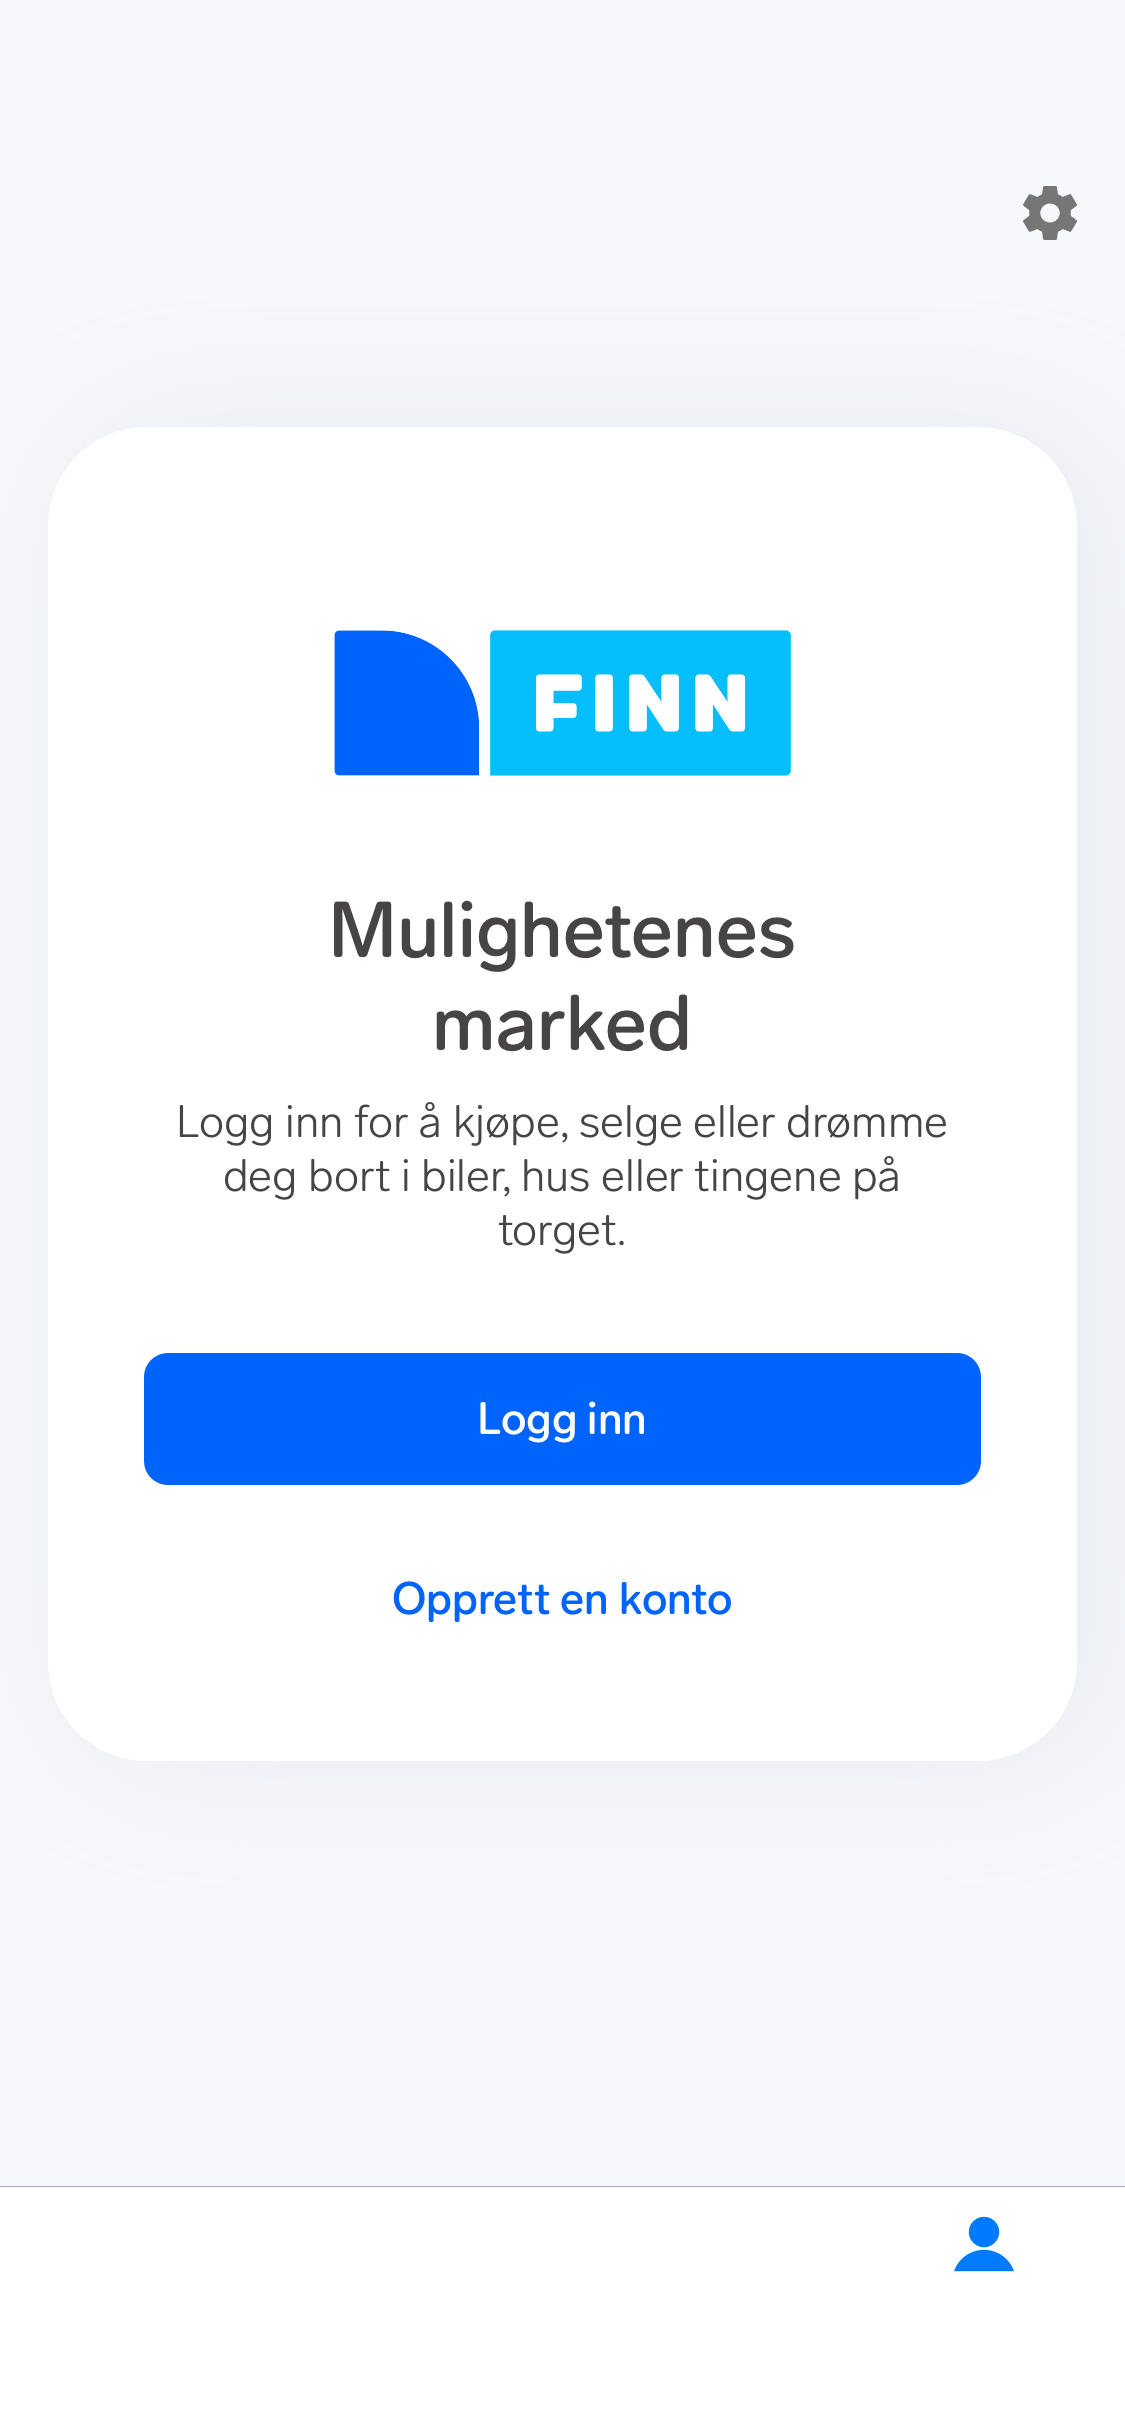 FINN
Mulighetenes
marked
Logg inn for å kjøpe, selge eller drømme
deg bort i biler, hus eller tingene på
torget.
Logg inn
Opprett en konto